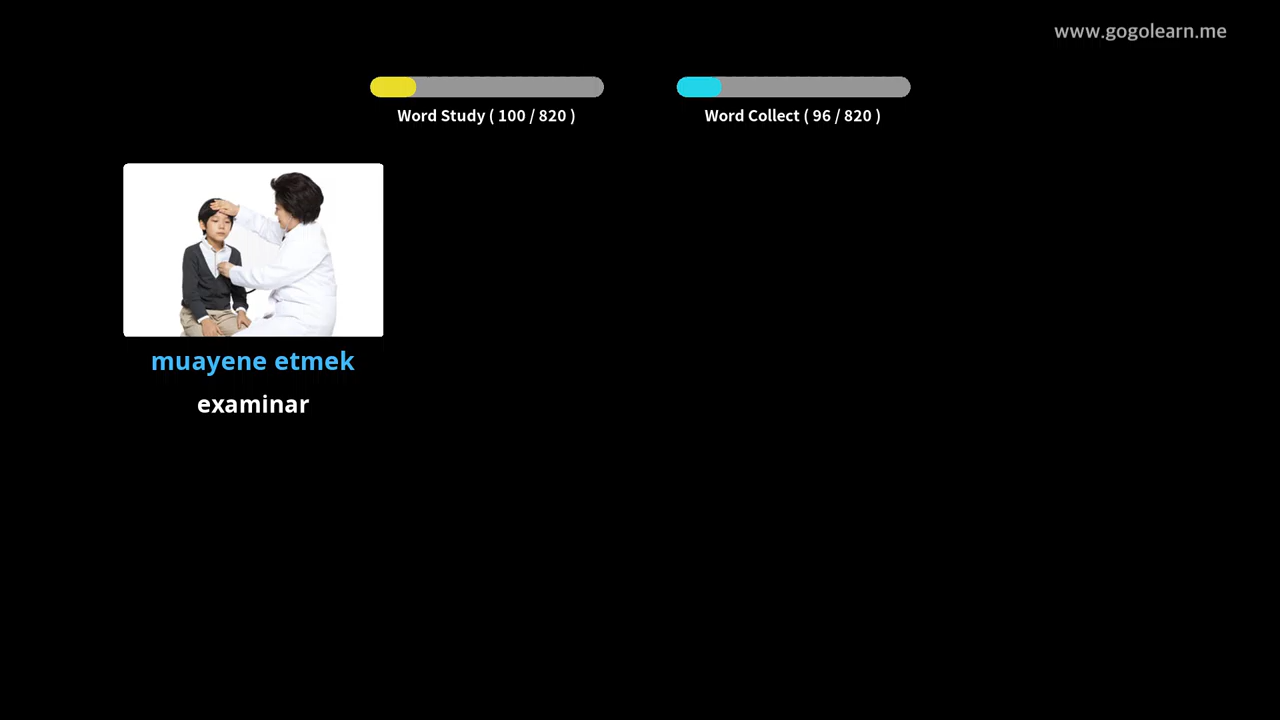 www.gogolearn.me
Word Study ( 100 / 820 )
Word Collect ( 96 / 820 )
muayene etmek
examinar